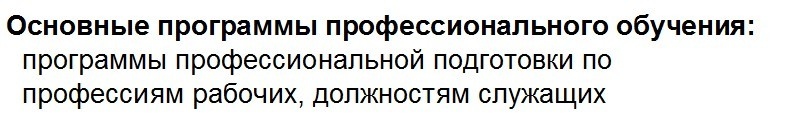 Основные программы профессионального обучения:
программы профессиональной подготовки по
профессиям рабочих, должностям служащих